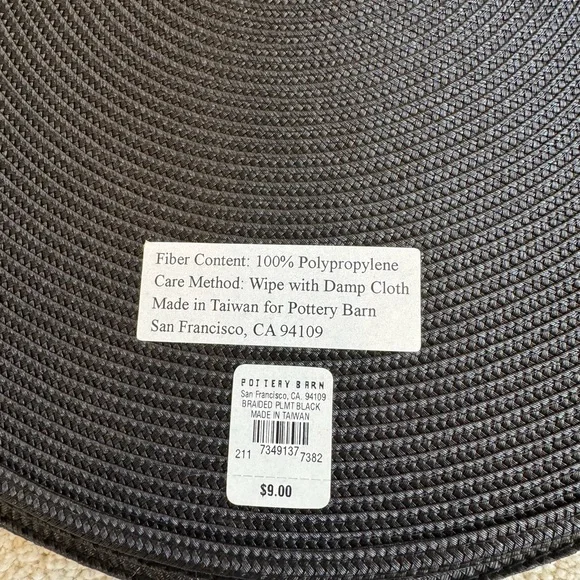 Fiber Content: 100% Polypropylene
Care Method: Wipe with Damp Cloth
Made in Taiwan for Pottery Barn
San Francisco, CA 94109
POTTERY BARN
San Francisco, CA. 94109
BRAIDED PLMT BLACK
MADE IN TAIWAN
211 7349137 7382
$9.00